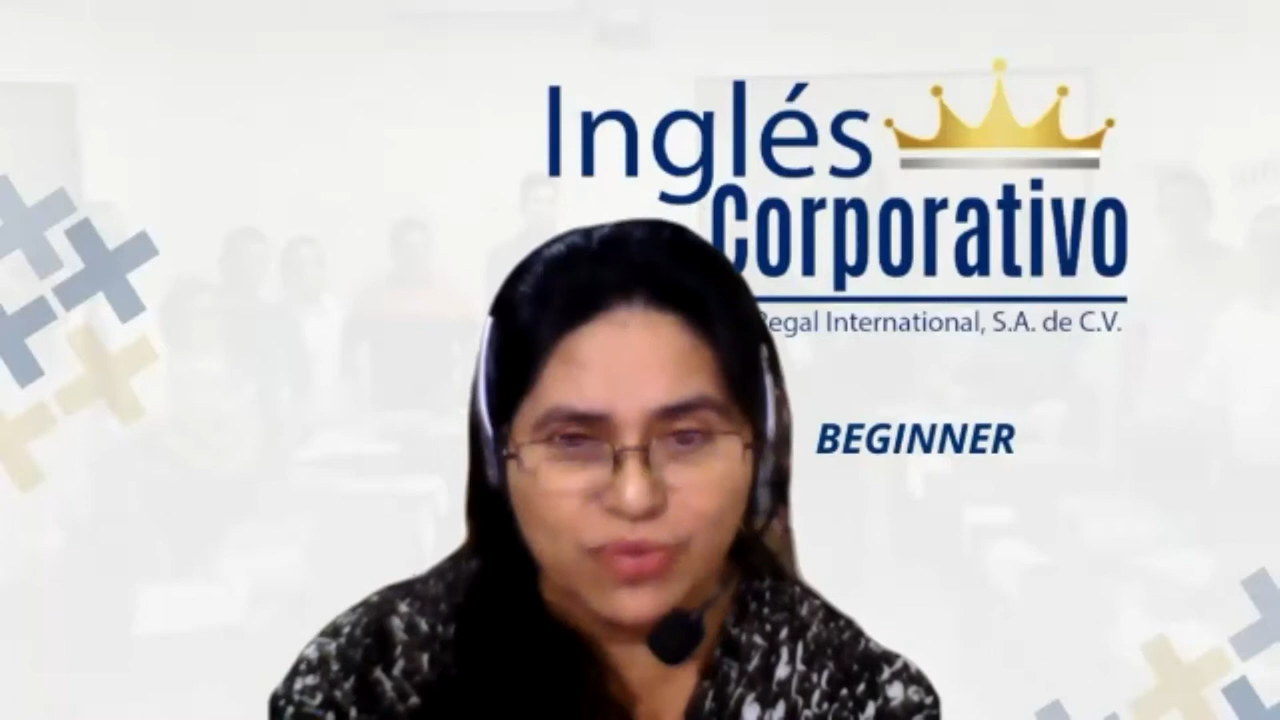 Inglés
Corporativo
Regal International, S.A. de C.V.
BEGINNER